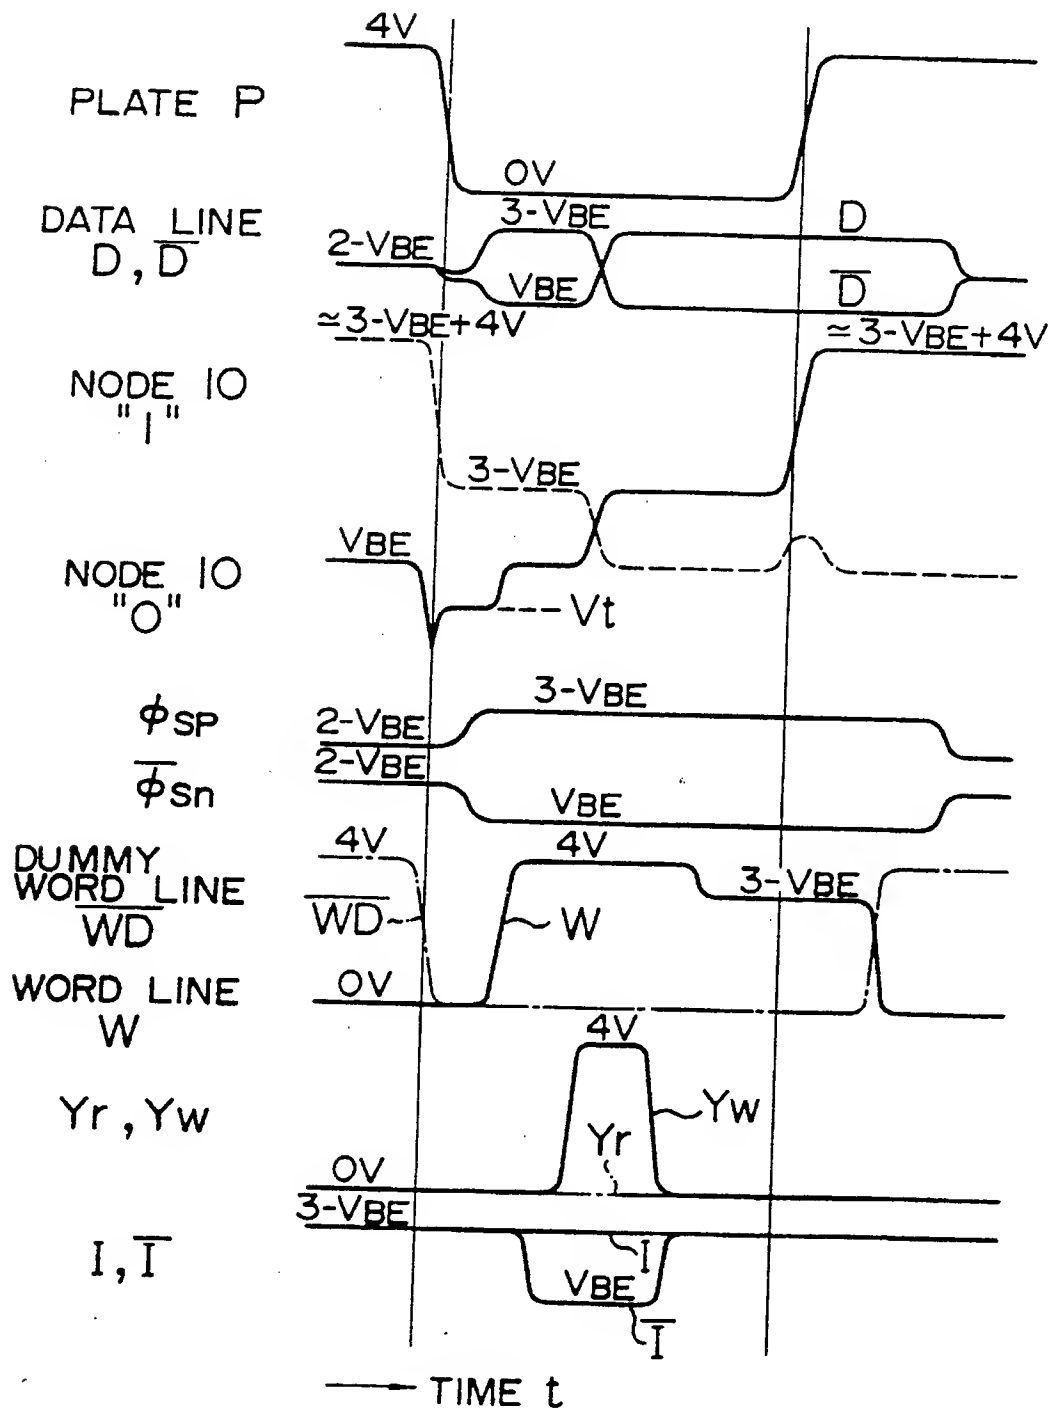 4V
PLATE P
0V
DATA LINE
D, D̅
2-VBE
3-VBE
VBE
D
D̅
≃3-VBE+4V
≃3-VBE+4V
NODE 10
"1"
3-VBE
VBE
NODE 10
"0"
Vt
ϕSP
2-VBE
3-VBE
ϕ̅Sn
2-VBE
VBE
DUMMY
WORD LINE
W̅D̅
4V
4V
3-VBE
W̅D̅
W
WORD LINE
W
0V
4V
Yr, Yw
Yw
Yr
0V
3-VBE
I, I̅
I
VBE
I̅
TIME t